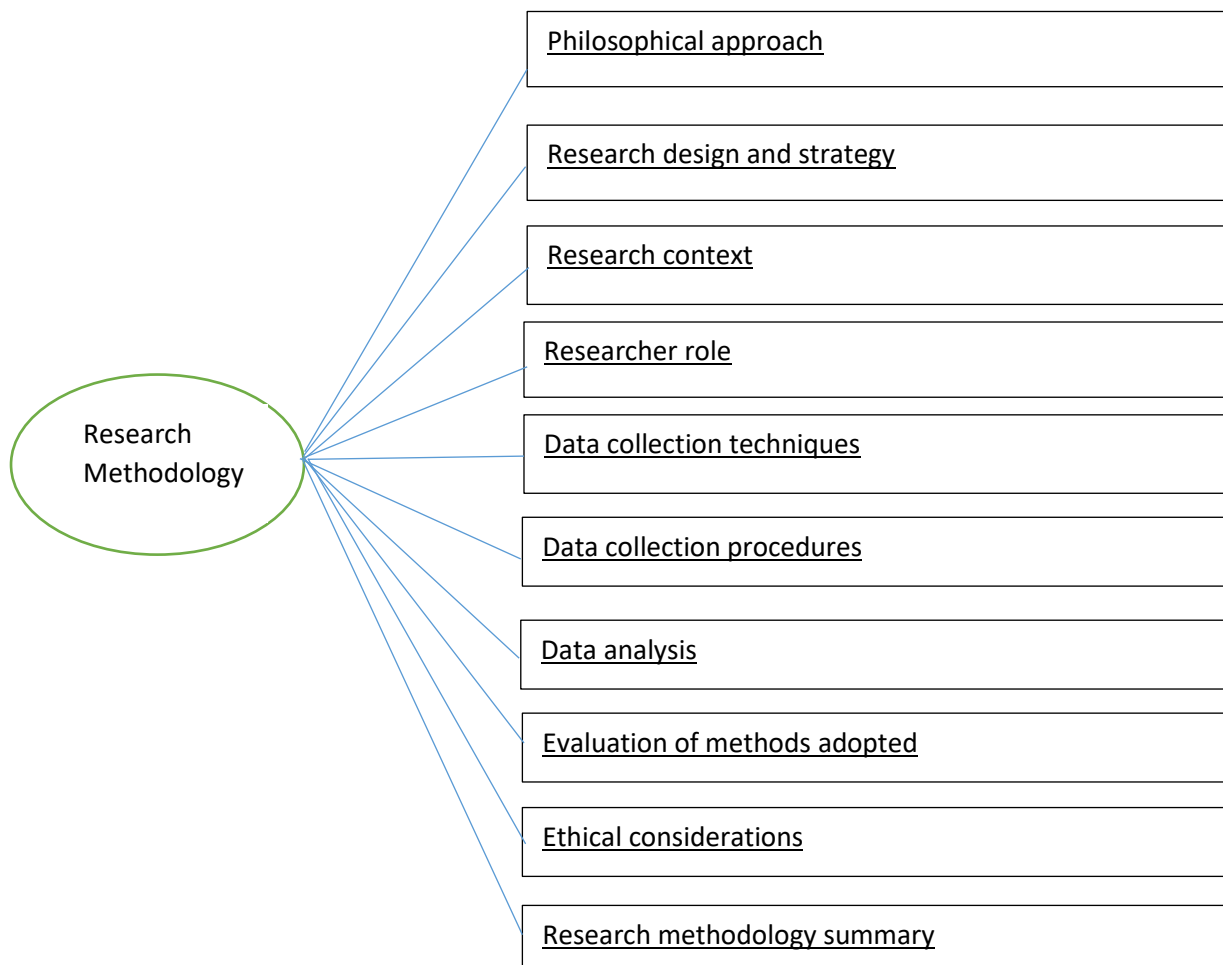 Philosophical approach
Research design and strategy
Research context
Researcher role
Research
Methodology
Data collection techniques
Data collection procedures
Data analysis
Evaluation of methods adopted
Ethical considerations
Research methodology summary